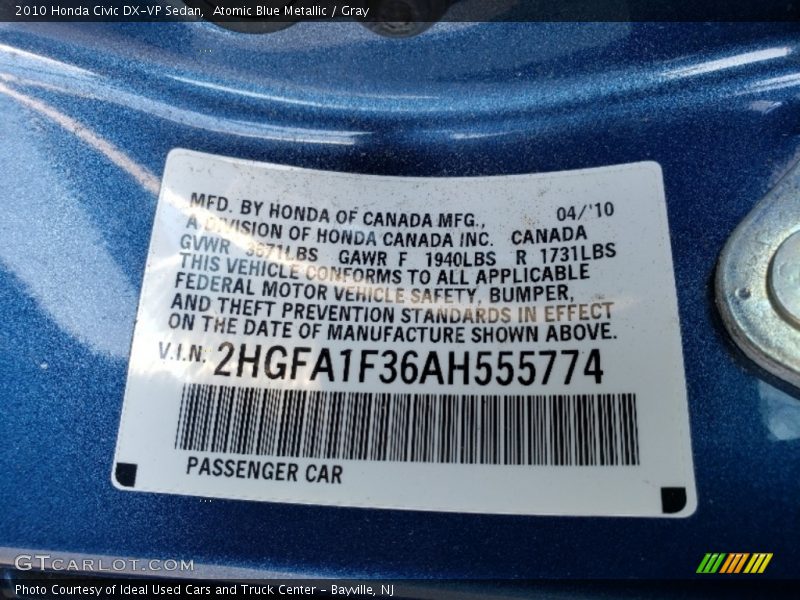 2010 Honda Civic DX-VP Sedan,  Atomic Blue Metallic / Gray
MFD. BY HONDA OF CANADA MFG., 04/'10
A DIVISION OF HONDA CANADA INC. CANADA
GVWR 3671LBS GAWR F 1940LBS R 1731LBS
THIS VEHICLE CONFORMS TO ALL APPLICABLE
FEDERAL MOTOR VEHICLE SAFETY, BUMPER,
AND THEFT PREVENTION STANDARDS IN EFFECT
ON THE DATE OF MANUFACTURE SHOWN ABOVE.
V.I.N. 2HGFA1F36AH555774
PASSENGER CAR
GTCARLOT.COM
Photo Courtesy of Ideal Used Cars and Truck Center - Bayville, NJ